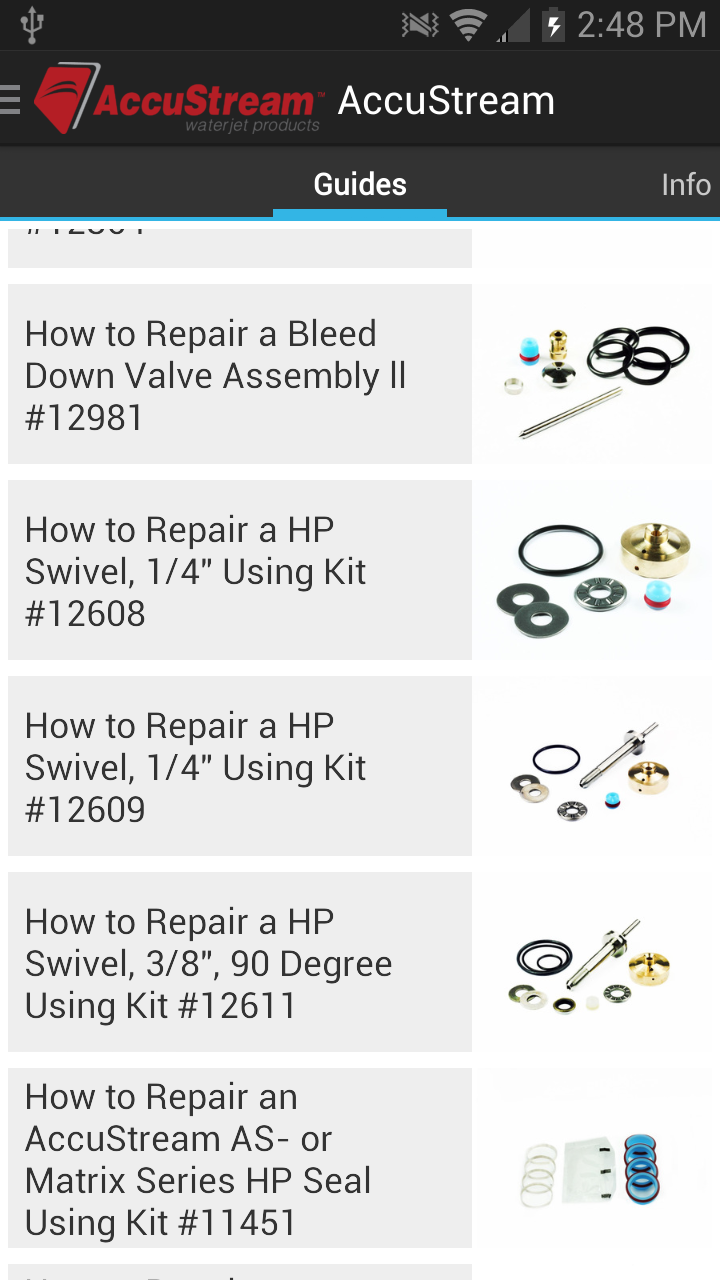 2:48 PM
AccuStream™
waterjet products
AccuStream
Guides
Info
How to Repair a Bleed
Down Valve Assembly ll
#12981
How to Repair a HP
Swivel, 1/4" Using Kit
#12608
How to Repair a HP
Swivel, 1/4" Using Kit
#12609
How to Repair a HP
Swivel, 3/8", 90 Degree
Using Kit #12611
How to Repair an
AccuStream AS- or
Matrix Series HP Seal
Using Kit #11451